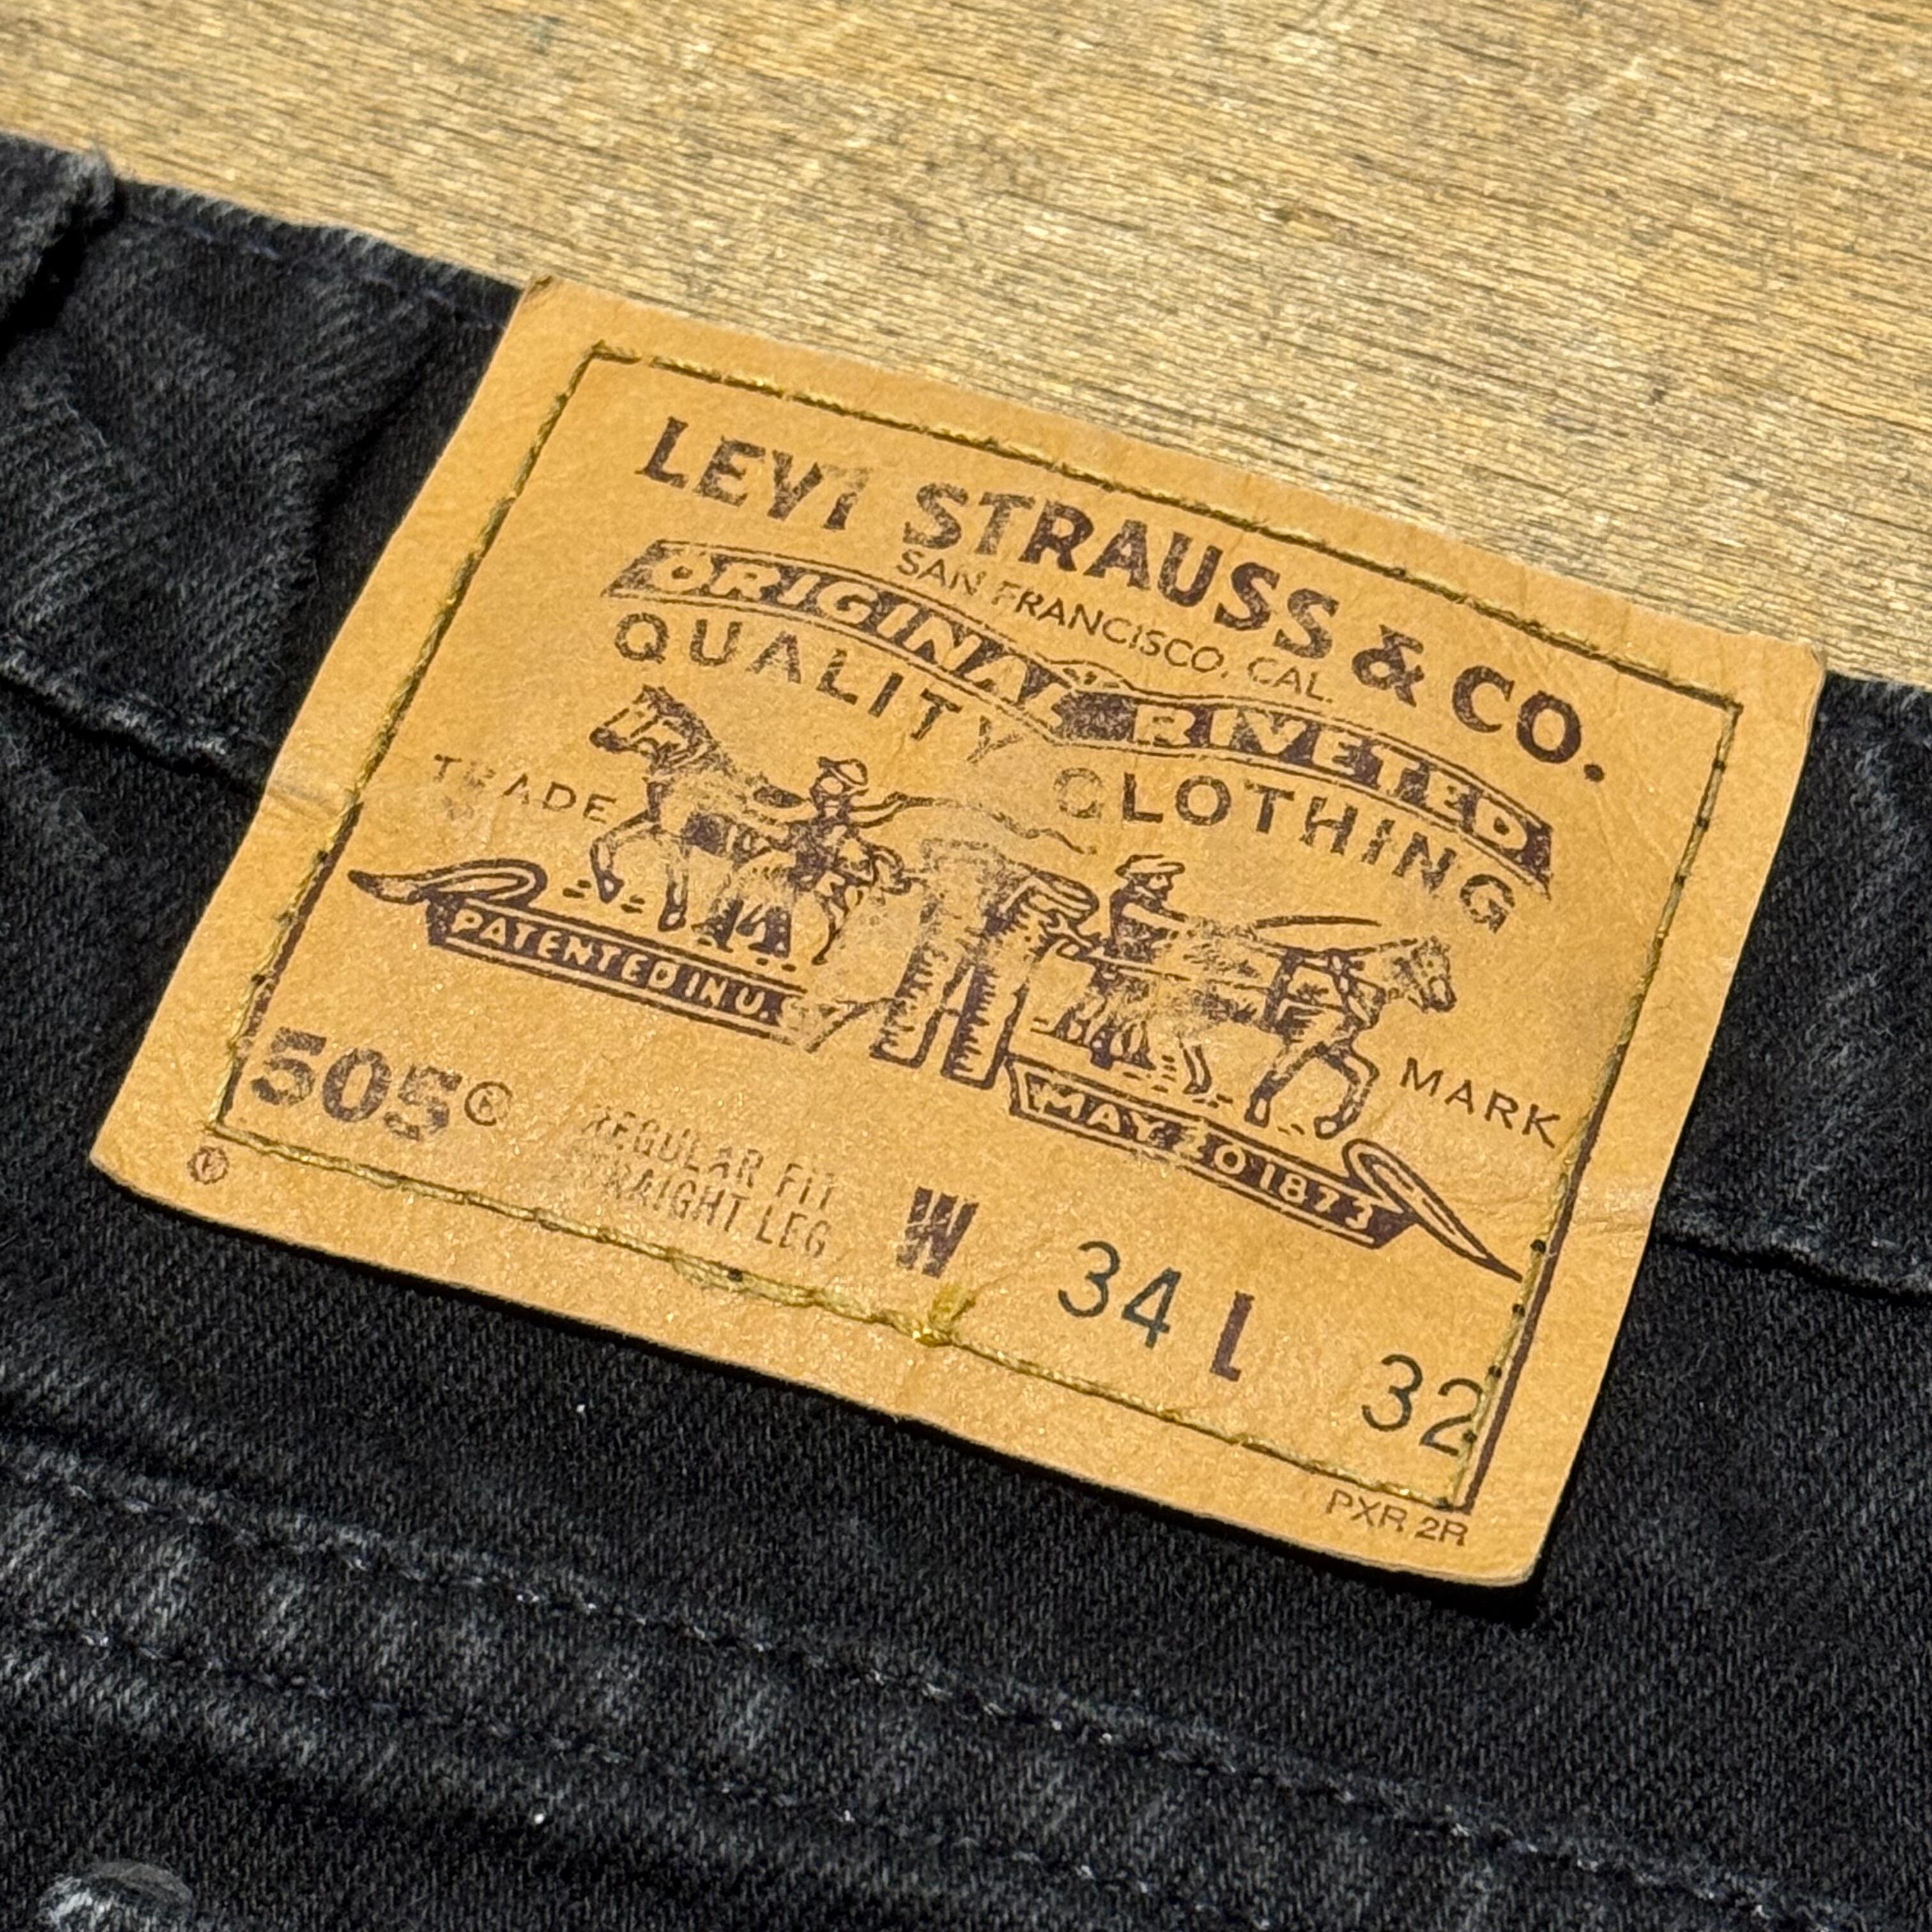 LEVI STRAUSS & CO.
SAN FRANCISCO, CAL.
ORIGINAL RIVETED
QUALITY CLOTHING
TRADE MARK
PATENTED IN U.S.
MAY 20 1873
505®
REGULAR FIT
STRAIGHT LEG
W 34 L 32
PXR 2R